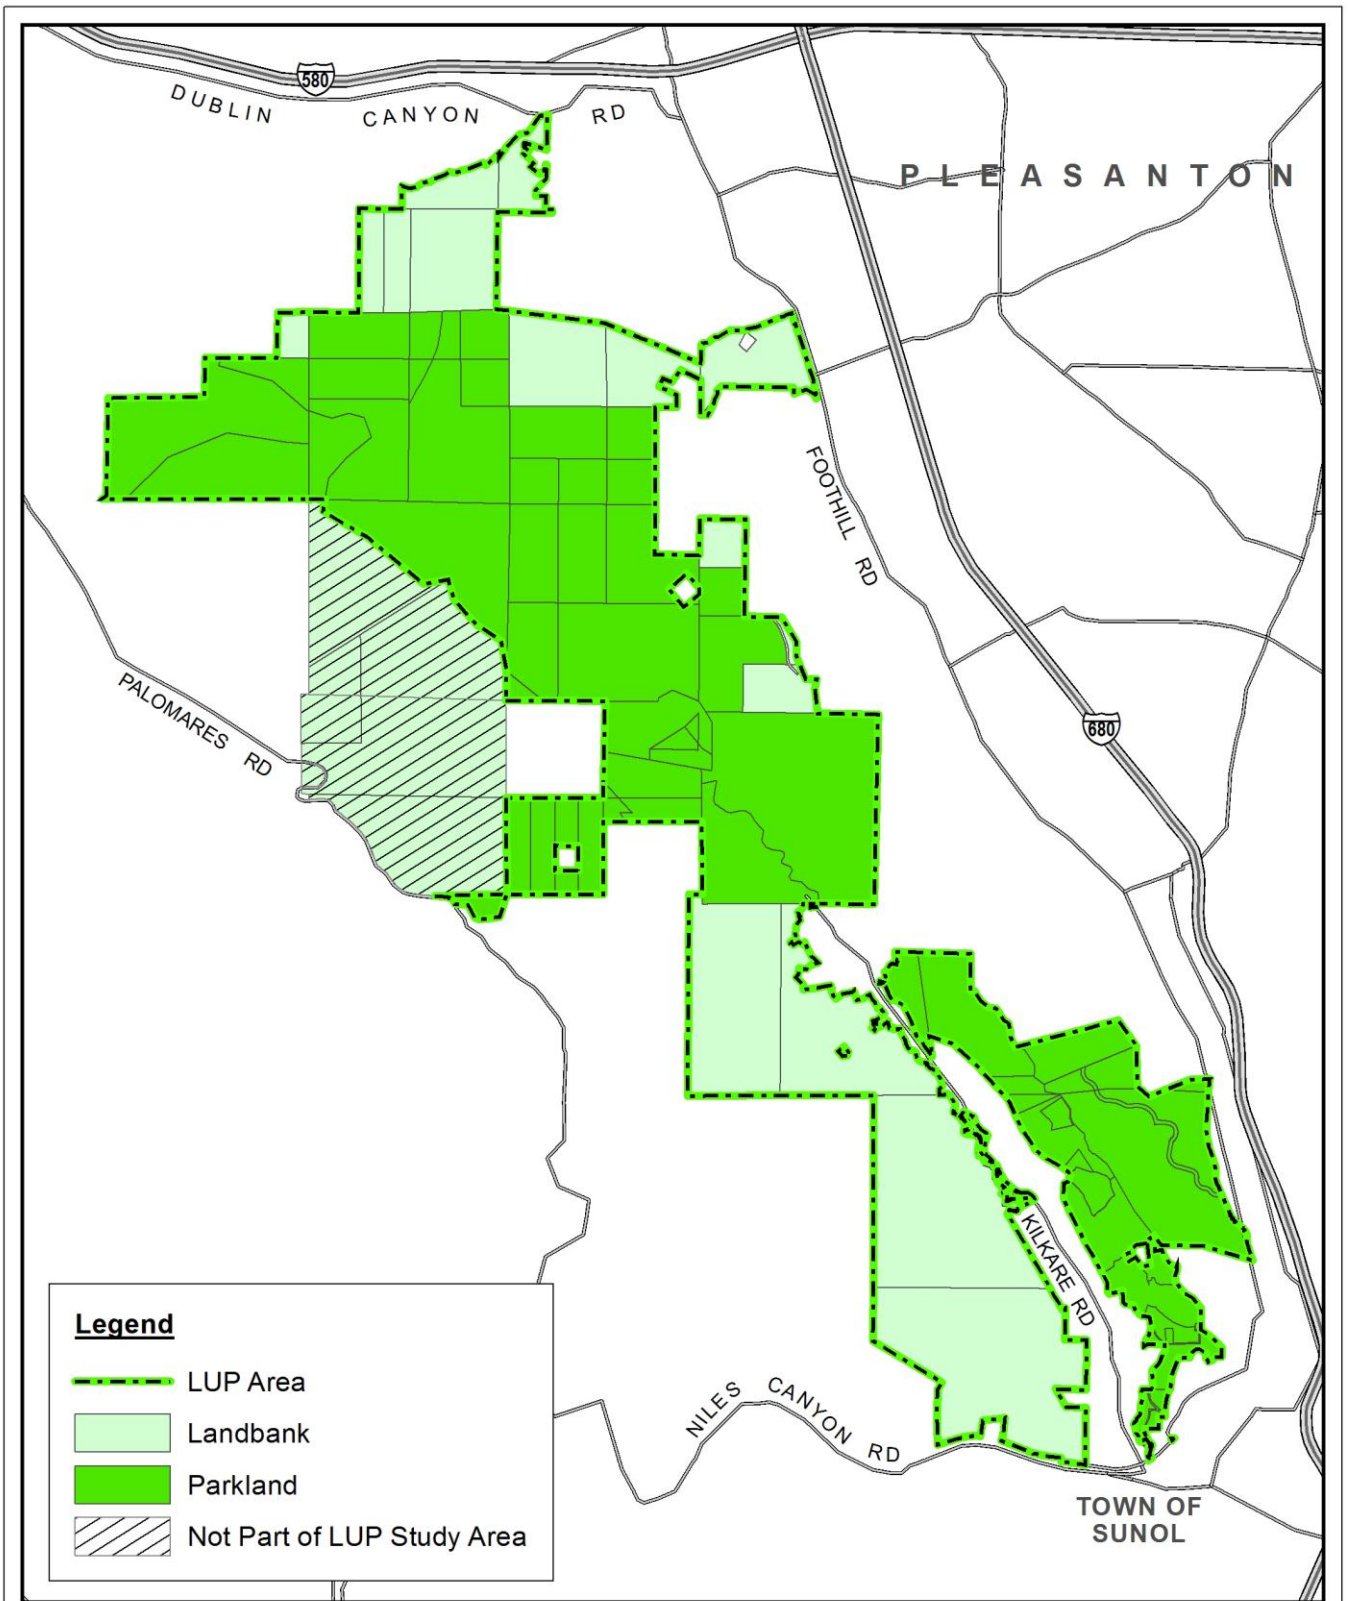 580
DUBLIN CANYON RD
PLEASANTON
FOOTHILL RD
PALOMARES RD
680
KILKARE RD
Legend
LUP Area
Landbank
Parkland
Not Part of LUP Study Area
NILES CANYON RD
TOWN OF
SUNOL